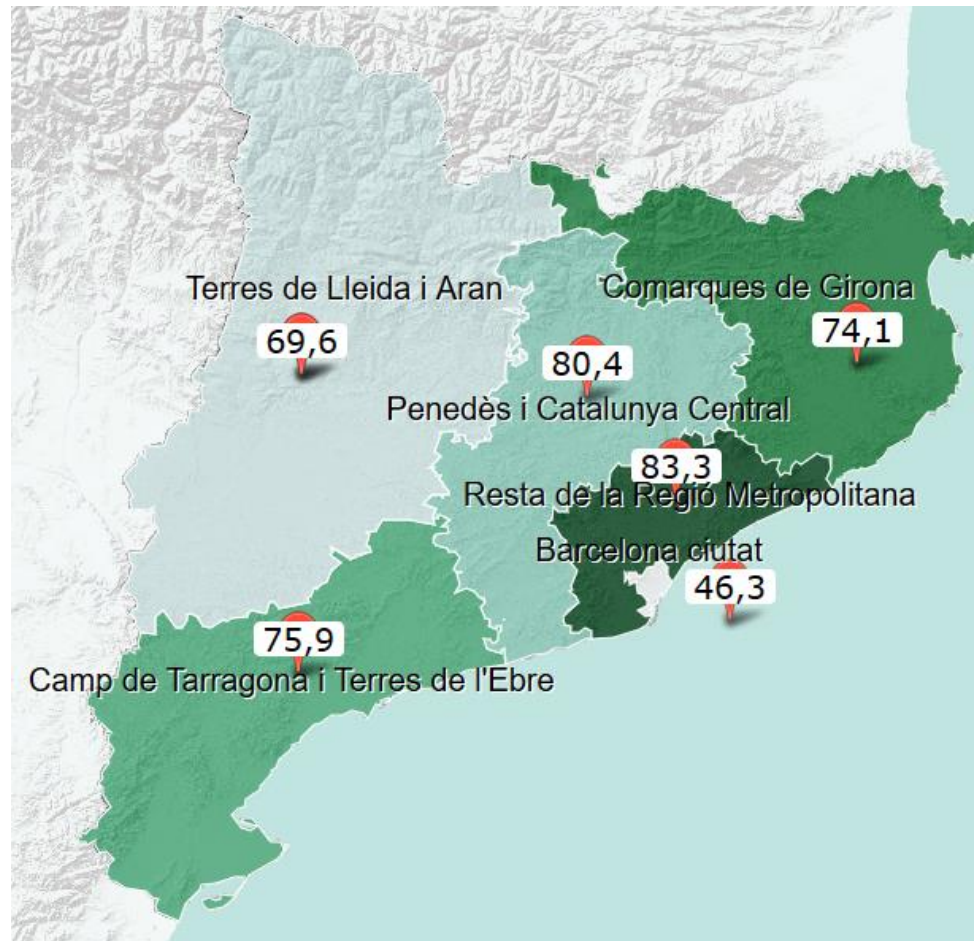 Terres de Lleida i Aran
69,6
Comarques de Girona
74,1
80,4
Penedès i Catalunya Central
83,3
Resta de la Regió Metropolitana
Barcelona ciutat
46,3
75,9
Camp de Tarragona i Terres de l'Ebre